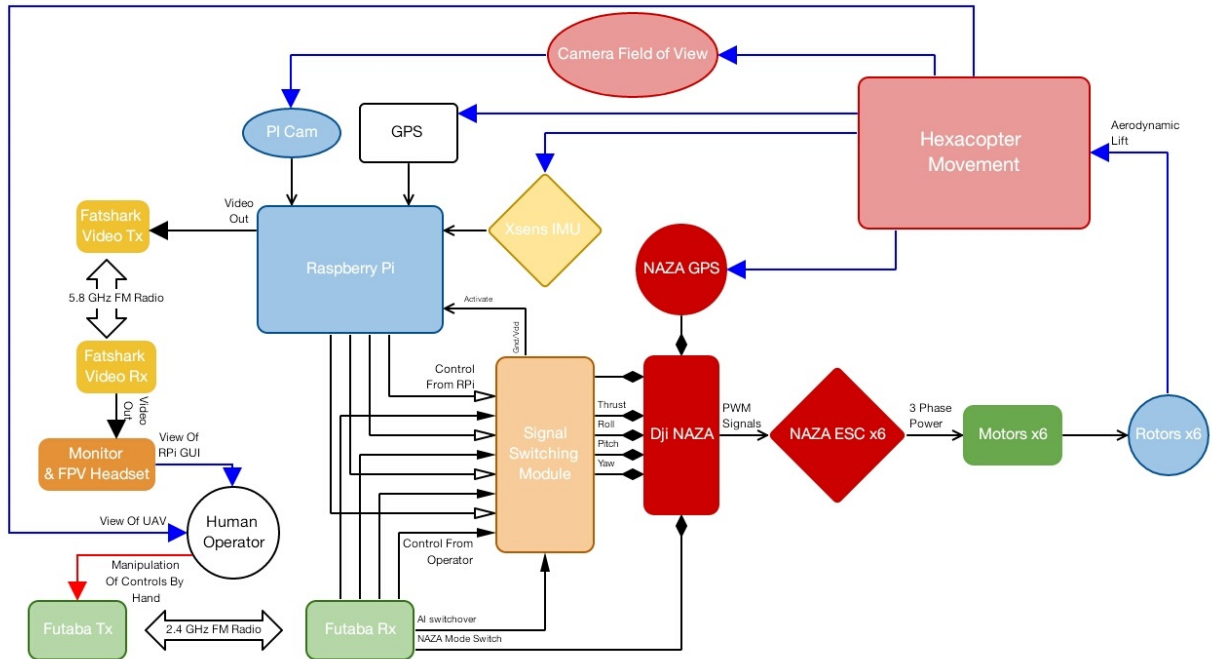 Camera Field of View
PI Cam
GPS
Hexacopter
Movement
Aerodynamic
Lift
Fatshark
Video Tx
Video
Out
Raspberry Pi
Xsens IMU
NAZA GPS
5.8 GHz FM Radio
Activate
Gnd/Vdd
Fatshark
Video Rx
Video
Out
Control
From RPi
Signal
Switching
Module
Thrust
Roll
Pitch
Yaw
Dji NAZA
PWM
Signals
NAZA ESC x6
3 Phase
Power
Motors x6
Rotors x6
Monitor
& FPV Headset
View Of
RPi GUI
View Of UAV
Human
Operator
Control From
Operator
Manipulation
Of Controls By
Hand
Futaba Tx
2.4 GHz FM Radio
Futaba Rx
AI switchover
NAZA Mode Switch